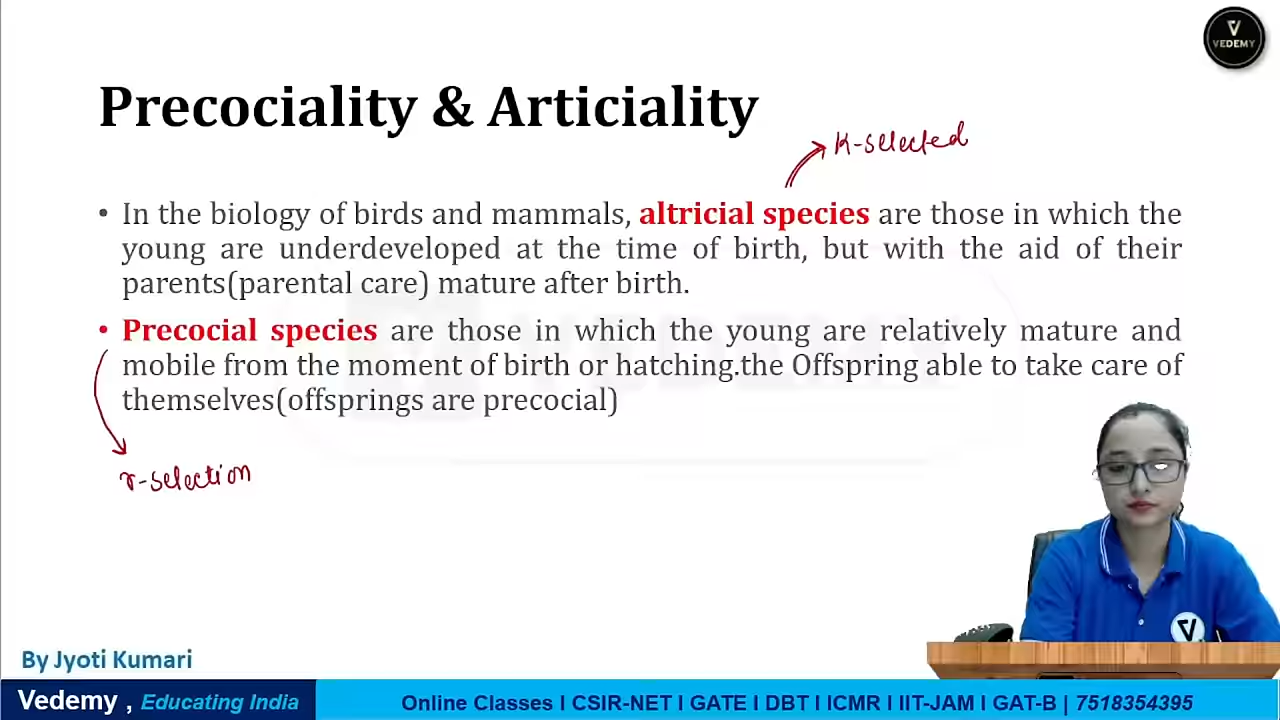 VEDEMY
Precociality & Articiality
K-selected
• In the biology of birds and mammals, altricial species are those in which the
young are underdeveloped at the time of birth, but with the aid of their
parents(parental care) mature after birth.
• Precocial species are those in which the young are relatively mature and
mobile from the moment of birth or hatching.the Offspring able to take care of
themselves(offsprings are precocial)
r-selection
By Jyoti Kumari
Vedemy , Educating India
Online Classes I CSIR-NET I GATE I DBT I ICMR I IIT-JAM I GAT-B | 7518354395